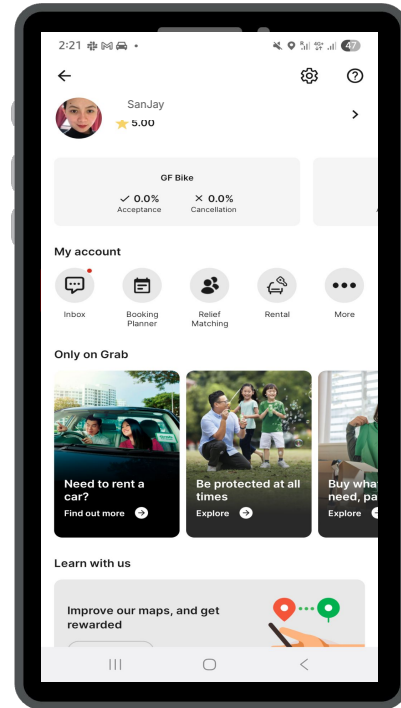 2:21
47
SanJay
5.00
GF Bike
0.0%
0.0%
Acceptance
Cancellation
My account
Inbox
Booking
Planner
Relief
Matching
Rental
More
Only on Grab
Need to rent a
car?
Find out more
Be protected at all
times
Explore
Buy wha
need, pa
Explore
Learn with us
Improve our maps, and get
rewarded